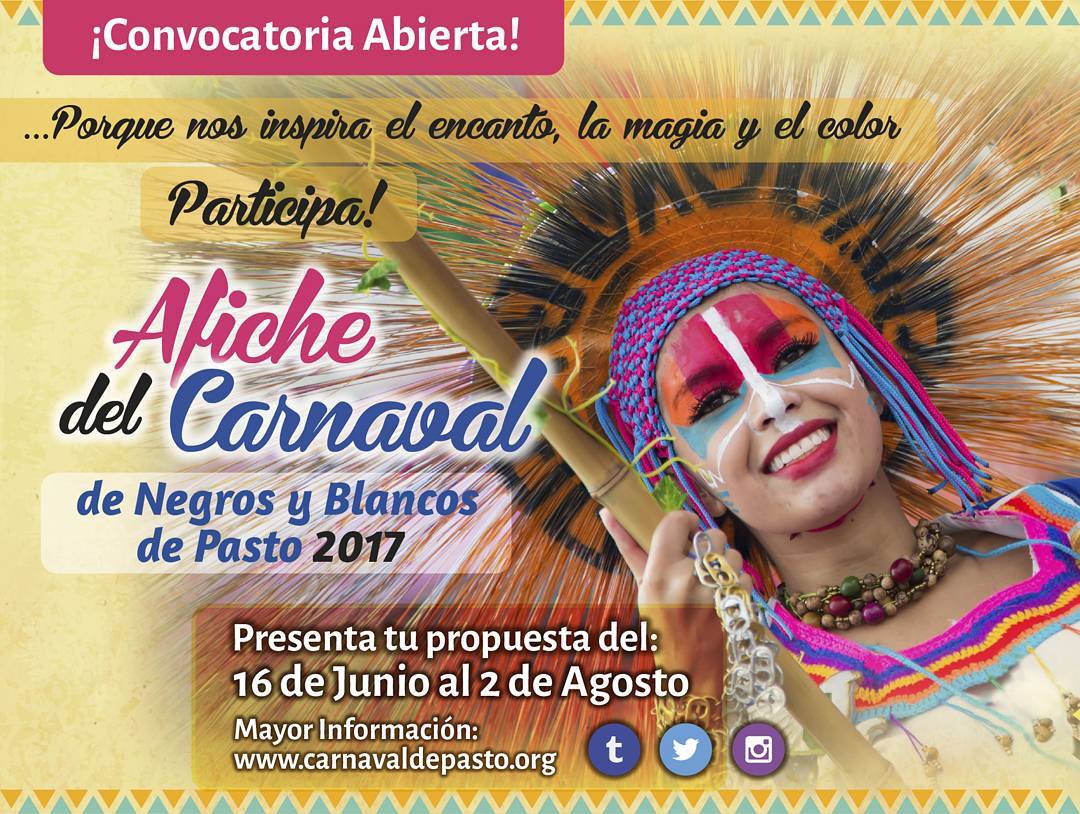 ¡Convocatoria Abierta!
...Porque nos inspira el encanto, la magia y el color
Participa!
Afiche
del Carnaval
de Negros y Blancos
de Pasto 2017
Presenta tu propuesta del:
16 de Junio al 2 de Agosto
Mayor Información:
www.carnavaldepasto.org